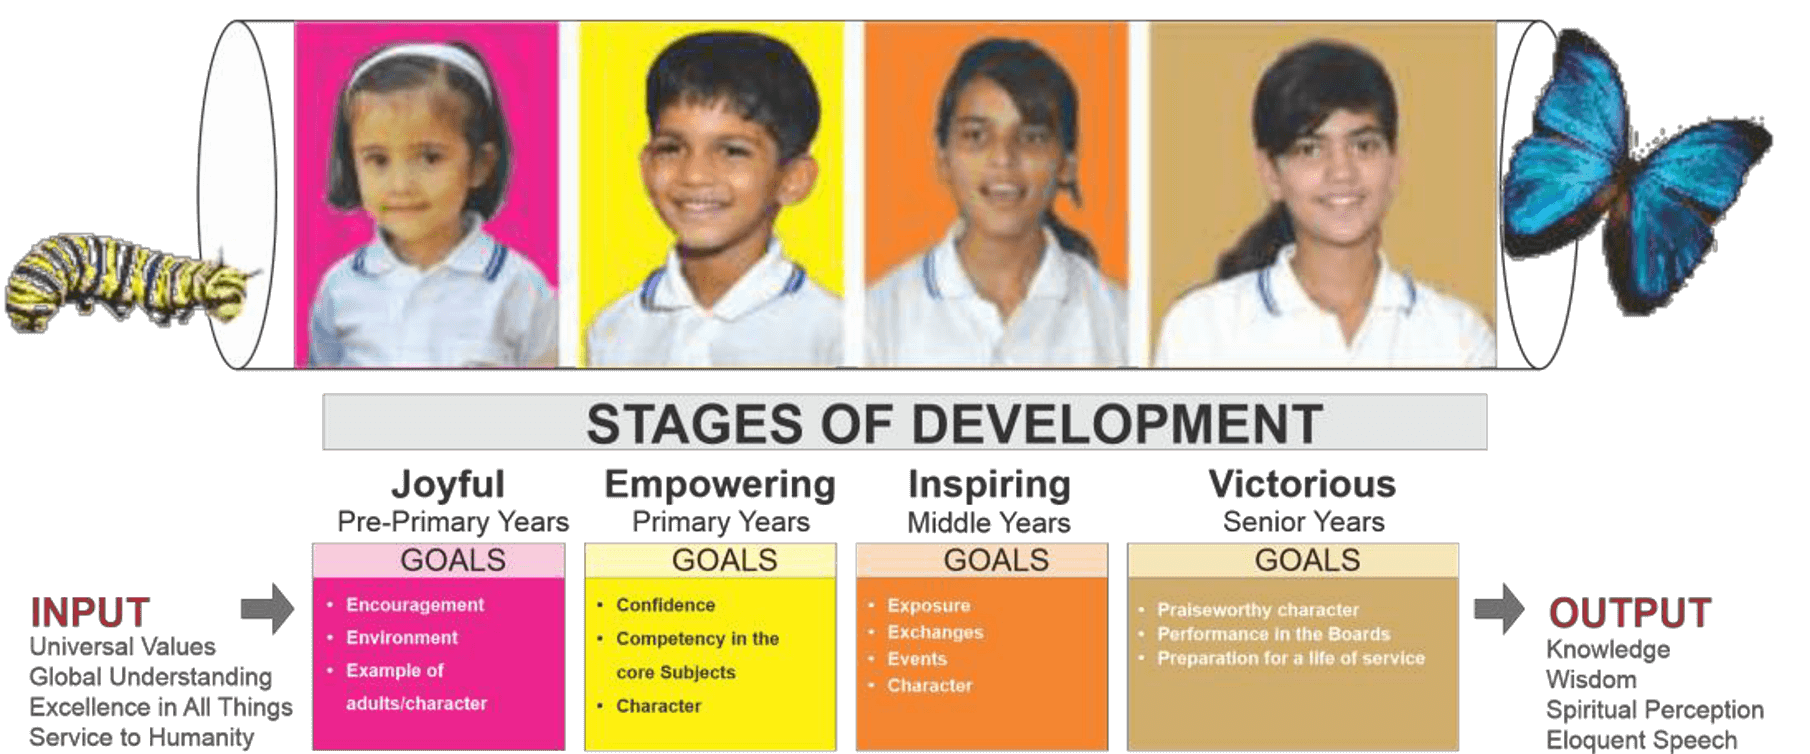 STAGES OF DEVELOPMENT
Joyful
Pre-Primary Years
GOALS
• Encouragement
• Environment
• Example of
adults/character
Empowering
Primary Years
GOALS
• Confidence
• Competency in the
core Subjects
• Character
Inspiring
Middle Years
GOALS
• Exposure
• Exchanges
• Events
• Character
Victorious
Senior Years
GOALS
• Praiseworthy character
• Performance in the Boards
• Preparation for a life of service
INPUT
Universal Values
Global Understanding
Excellence in All Things
Service to Humanity
OUTPUT
Knowledge
Wisdom
Spiritual Perception
Eloquent Speech